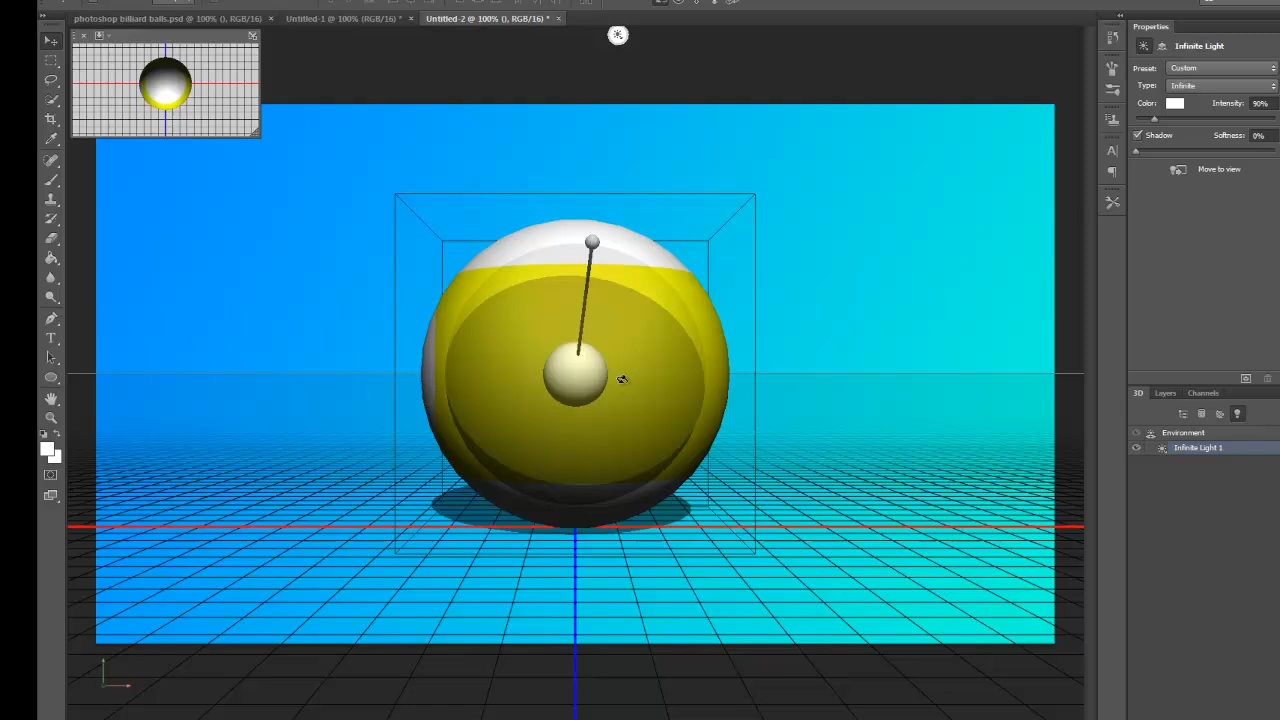 photoshop billiard balls.psd @ 100% (), RGB/16) × Untitled-1 @ 100% (RGB/16) * × Untitled-2 @ 100% (), RGB/16) * ×
Properties
Infinite Light
Preset: Custom
Type: Infinite
Color: Intensity: 90%
Shadow Softness: 0%
Move to view
3D Layers Channels
Environment
Infinite Light 1